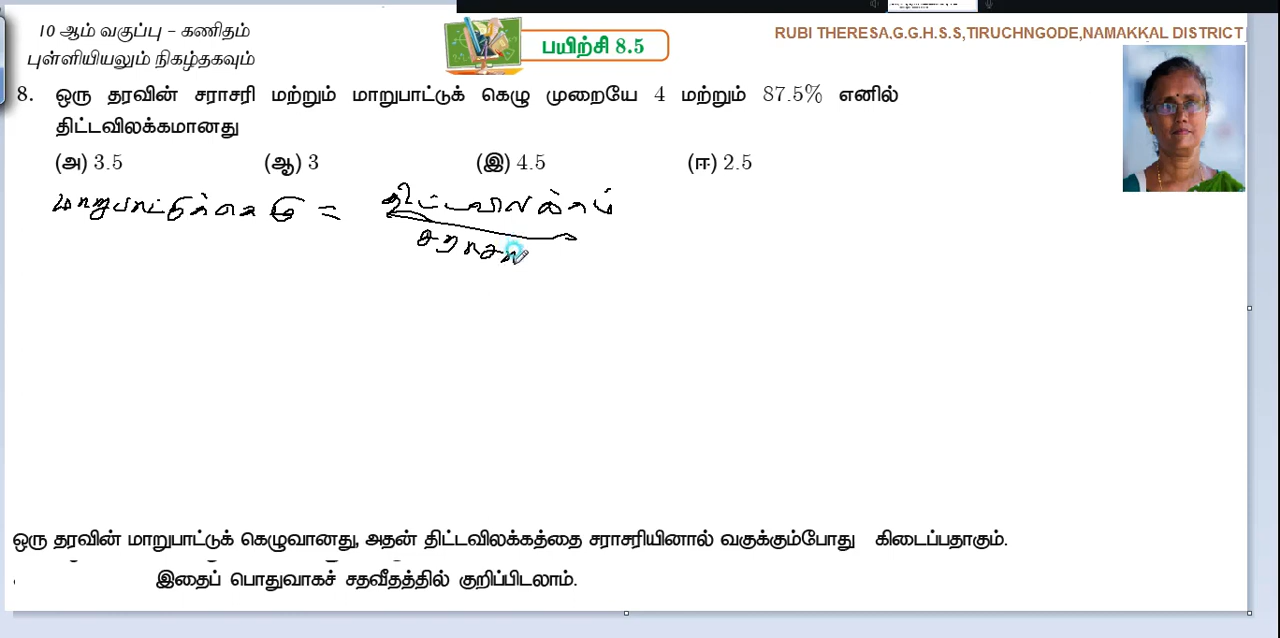 10 ஆம் வகுப்பு – கணிதம்
புள்ளியியலும் நிகழ்தகவும்
பயிற்சி 8.5
RUBI THERESA,G.G.H.S.S,TIRUCHNGODE,NAMAKKAL DISTRICT
8. ஒரு தரவின் சராசரி மற்றும் மாறுபாட்டுக் கெழு முறையே 4 மற்றும் 87.5% எனில்
திட்டவிலக்கமானது
(அ) 3.5 (ஆ) 3 (இ) 4.5 (ஈ) 2.5
மாறுபாட்டுக்கெழு = திட்டவிலக்கம்
ஒரு தரவின் மாறுபாட்டுக் கெழுவானது, அதன் திட்டவிலக்கத்தை சராசரியினால் வகுக்கும்போது கிடைப்பதாகும்.
இதைப் பொதுவாகச் சதவீதத்தில் குறிப்பிடலாம்.